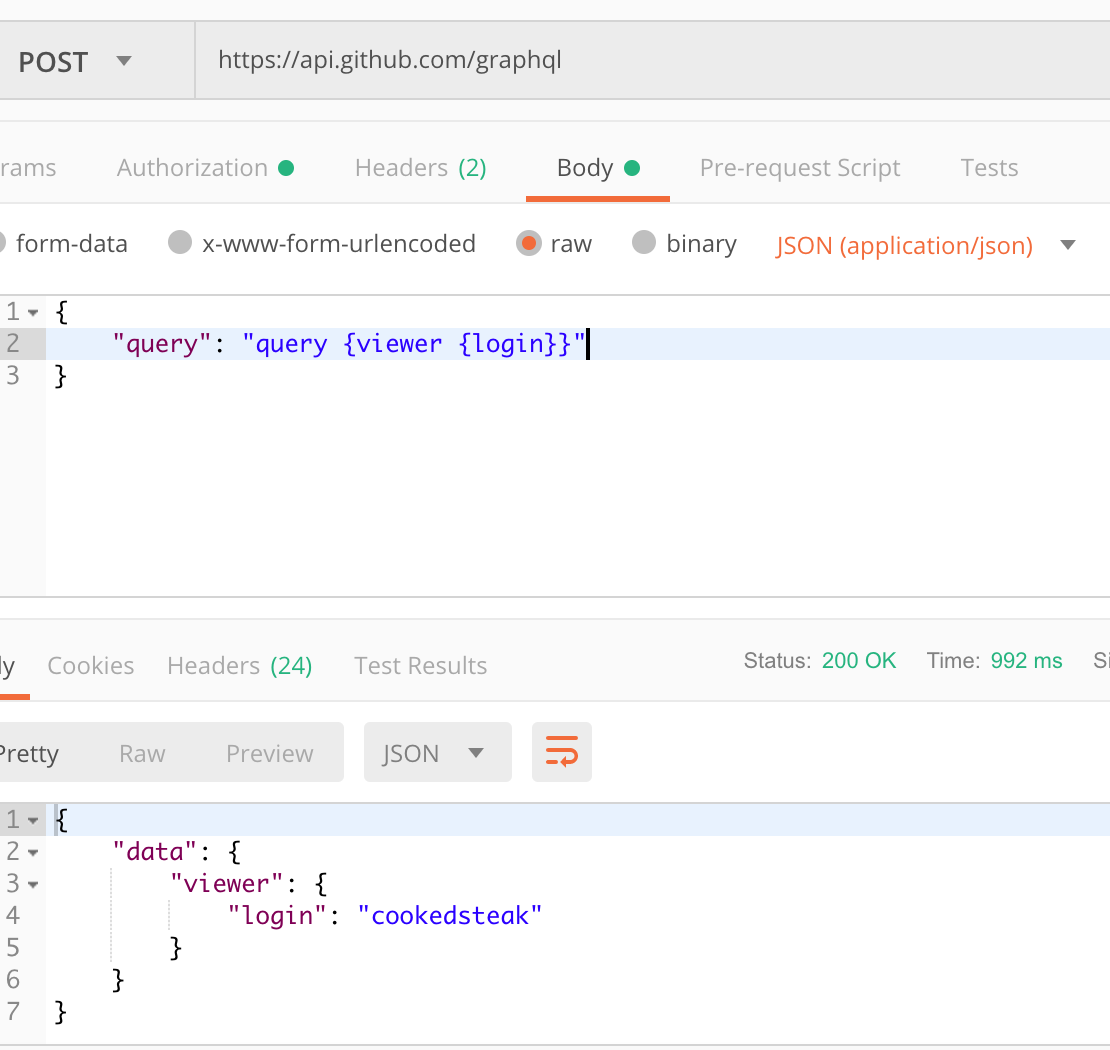 POST https://api.github.com/graphql
rams Authorization Headers (2) Body Pre-request Script Tests
form-data x-www-form-urlencoded raw binary JSON (application/json)
1 {
2 "query": "query {viewer {login}}"
3 }
ly Cookies Headers (24) Test Results Status: 200 OK Time: 992 ms Si
Pretty Raw Preview JSON
1 {
2 "data": {
3 "viewer": {
4 "login": "cookedsteak"
5 }
6 }
7 }